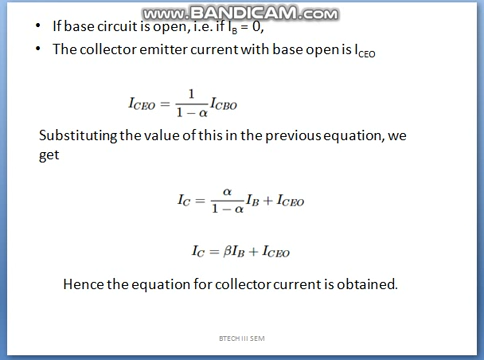 WWW.BANDICAM.COM
• If base circuit is open, i.e. if I_B = 0,
• The collector emitter current with base open is I_CEO
I_CEO = \frac{1}{1 − α} I_CBO
Substituting the value of this in the previous equation, we
get
I_C = \frac{α}{1 − α} I_B + I_CEO
I_C = βI_B + I_CEO
Hence the equation for collector current is obtained.
BTECH III SEM